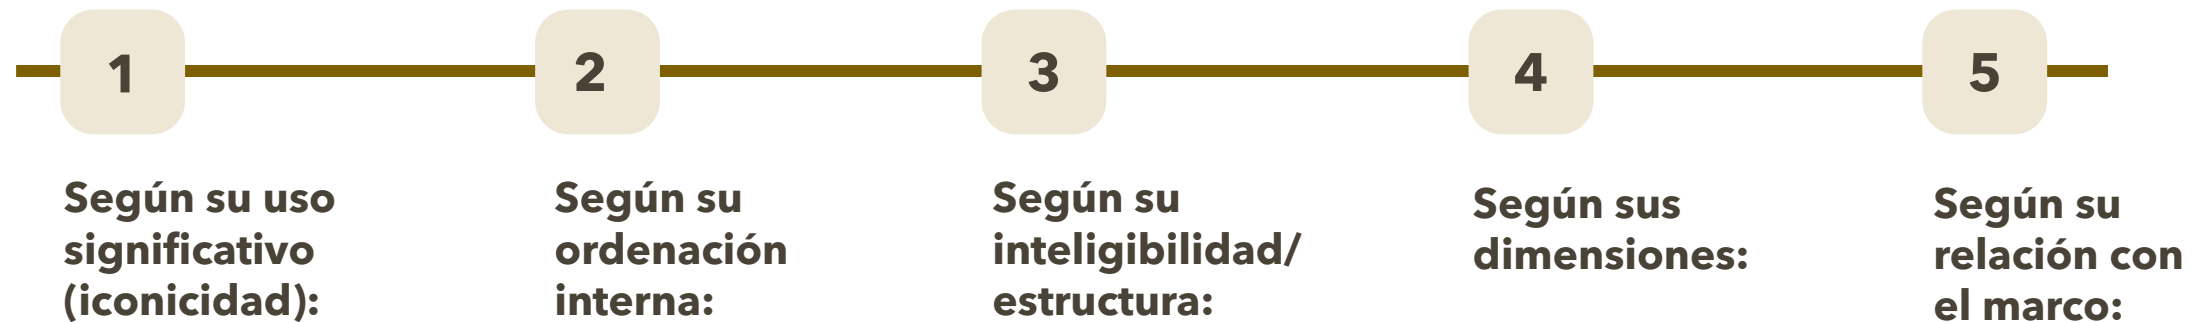 1
2
3
4
5
Según su uso
significativo
(iconicidad):
Según su
ordenación
interna:
Según su
inteligibilidad/
estructura:
Según sus
dimensiones:
Según su
relación con
el marco: